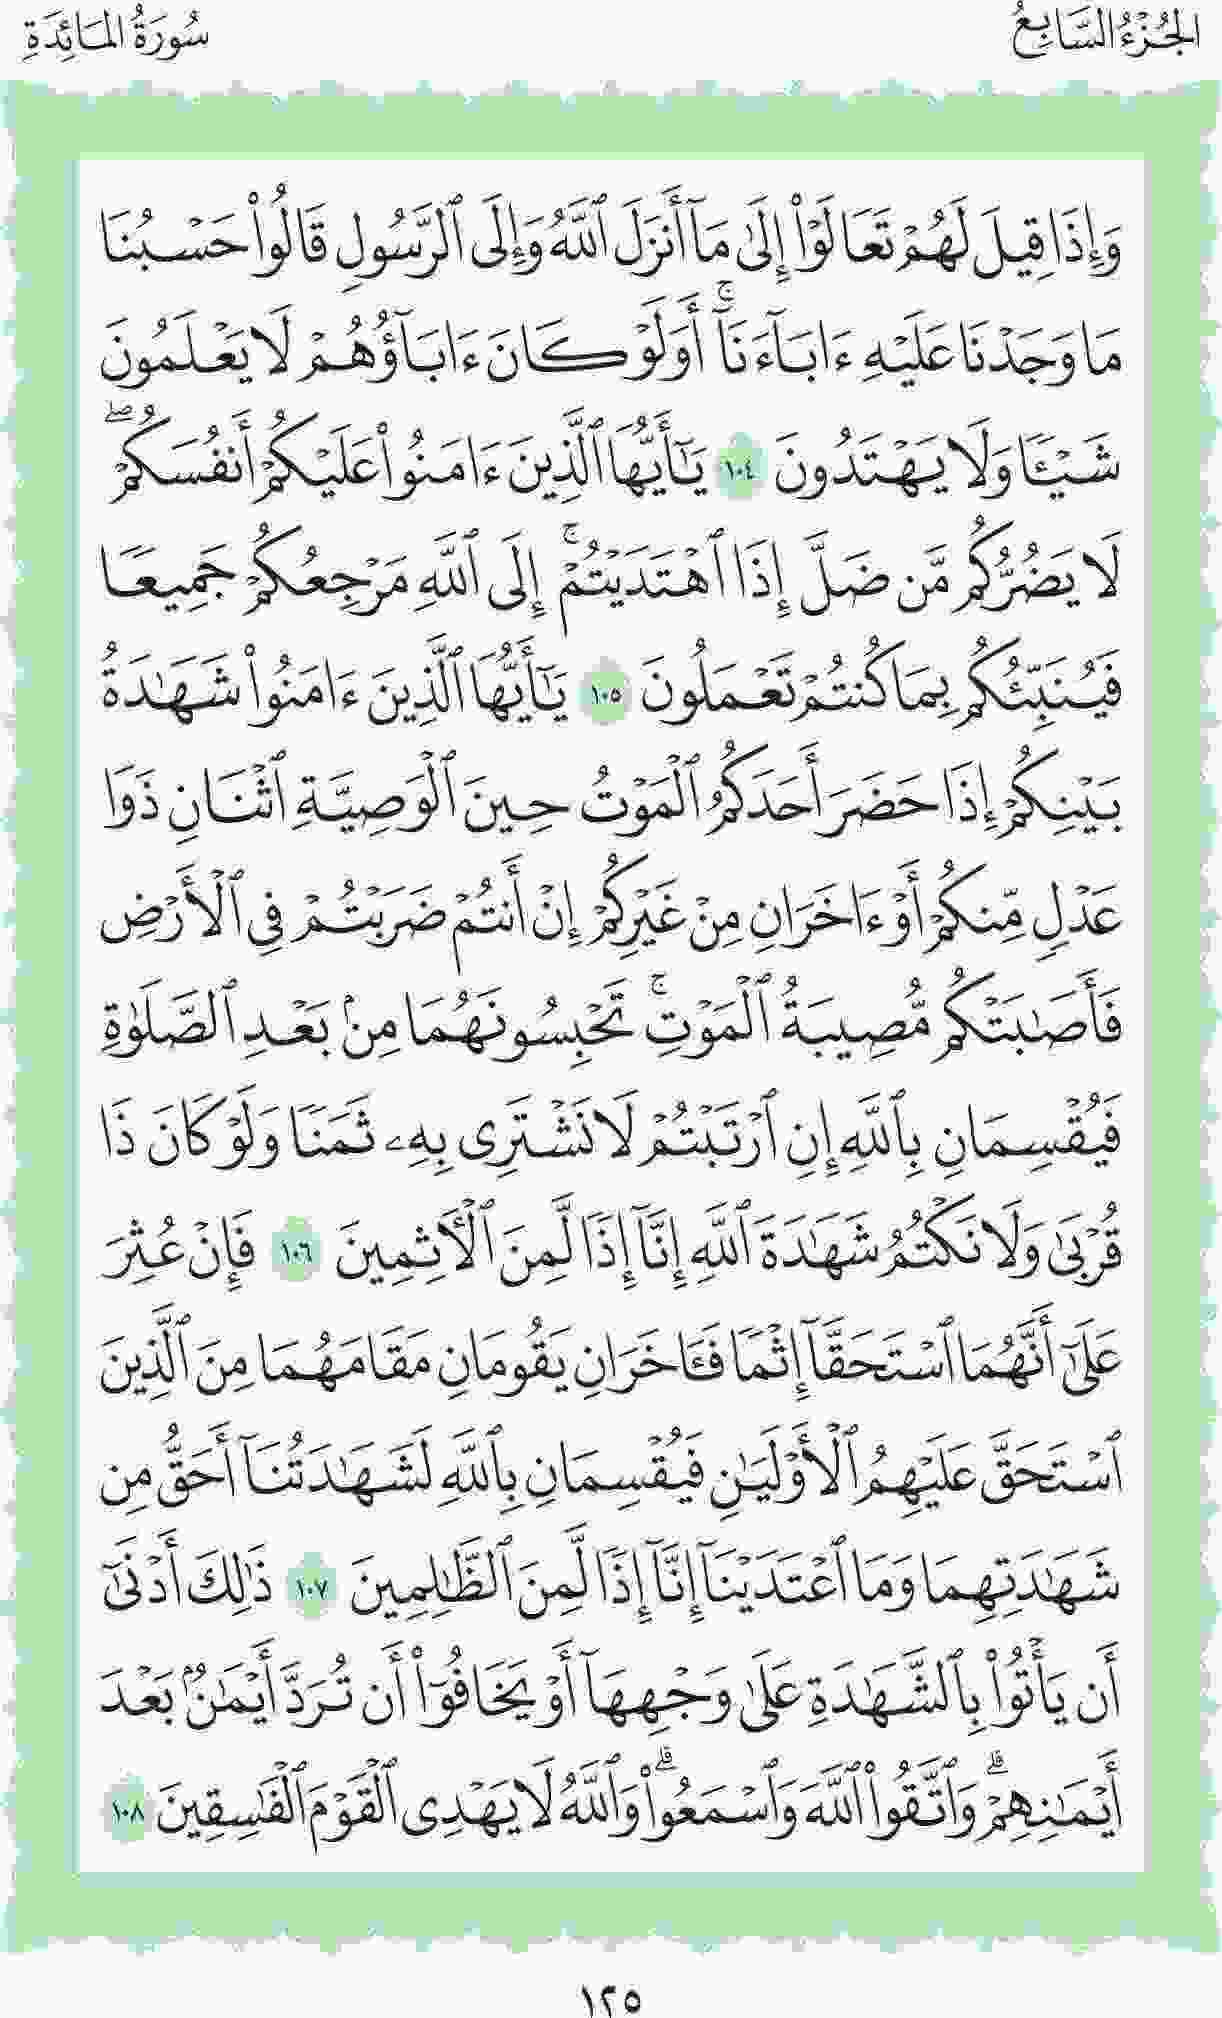 الجُزْءُ السَّابِعُ
سُورَةُ المَائِدَةِ
وَإِذَا قِيلَ لَهُمْ تَعَالَوْا۟ إِلَىٰ مَآ أَنزَلَ ٱللَّهُ وَإِلَى ٱلرَّسُولِ قَالُوا۟ حَسْبُنَا
مَا وَجَدْنَا عَلَيْهِ ءَابَآءَنَآ ۚ أَوَلَوْ كَانَ ءَابَآؤُهُمْ لَا يَعْلَمُونَ
شَيْـًٔا وَلَا يَهْتَدُونَ ١٠٤ يَـٰٓأَيُّهَا ٱلَّذِينَ ءَامَنُوا۟ عَلَيْكُمْ أَنفُسَكُمْ ۖ
لَا يَضُرُّكُم مَّن ضَلَّ إِذَا ٱهْتَدَيْتُمْ ۚ إِلَى ٱللَّهِ مَرْجِعُكُمْ جَمِيعًا
فَيُنَبِّئُكُم بِمَا كُنتُمْ تَعْمَلُونَ ١٠٥ يَـٰٓأَيُّهَا ٱلَّذِينَ ءَامَنُوا۟ شَهَـٰدَةُ
بَيْنِكُمْ إِذَا حَضَرَ أَحَدَكُمُ ٱلْمَوْتُ حِينَ ٱلْوَصِيَّةِ ٱثْنَانِ ذَوَا
عَدْلٍ مِّنكُمْ أَوْ ءَاخَرَانِ مِنْ غَيْرِكُمْ إِنْ أَنتُمْ ضَرَبْتُمْ فِى ٱلْأَرْضِ
فَأَصَـٰبَتْكُم مُّصِيبَةُ ٱلْمَوْتِ ۚ تَحْبِسُونَهُمَا مِنۢ بَعْدِ ٱلصَّلَوٰةِ
فَيُقْسِمَانِ بِٱللَّهِ إِنِ ٱرْتَبْتُمْ لَا نَشْتَرِى بِهِۦ ثَمَنًا وَلَوْ كَانَ ذَا
قُرْبَىٰ وَلَا نَكْتُمُ شَهَـٰدَةَ ٱللَّهِ إِنَّآ إِذًا لَّمِنَ ٱلْـَٔاثِمِينَ ١٠٦ فَإِنْ عُثِرَ
عَلَىٰٓ أَنَّهُمَا ٱسْتَحَقَّآ إِثْمًا فَـَٔاخَرَانِ يَقُومَانِ مَقَامَهُمَا مِنَ ٱلَّذِينَ
ٱسْتَحَقَّ عَلَيْهِمُ ٱلْأَوْلَيَـٰنِ فَيُقْسِمَانِ بِٱللَّهِ لَشَهَـٰدَتُنَآ أَحَقُّ مِن
شَهَـٰدَتِهِمَا وَمَا ٱعْتَدَيْنَآ إِنَّآ إِذًا لَّمِنَ ٱلظَّـٰلِمِينَ ١٠٧ ذَٰلِكَ أَدْنَىٰٓ
أَن يَأْتُوا۟ بِٱلشَّهَـٰدَةِ عَلَىٰ وَجْهِهَآ أَوْ يَخَافُوٓا۟ أَن تُرَدَّ أَيْمَـٰنٌۢ بَعْدَ
أَيْمَـٰنِهِمْ ۗ وَٱتَّقُوا۟ ٱللَّهَ وَٱسْمَعُوا۟ ۗ وَٱللَّهُ لَا يَهْدِى ٱلْقَوْمَ ٱلْفَـٰسِقِينَ ١٠٨
١٢٥